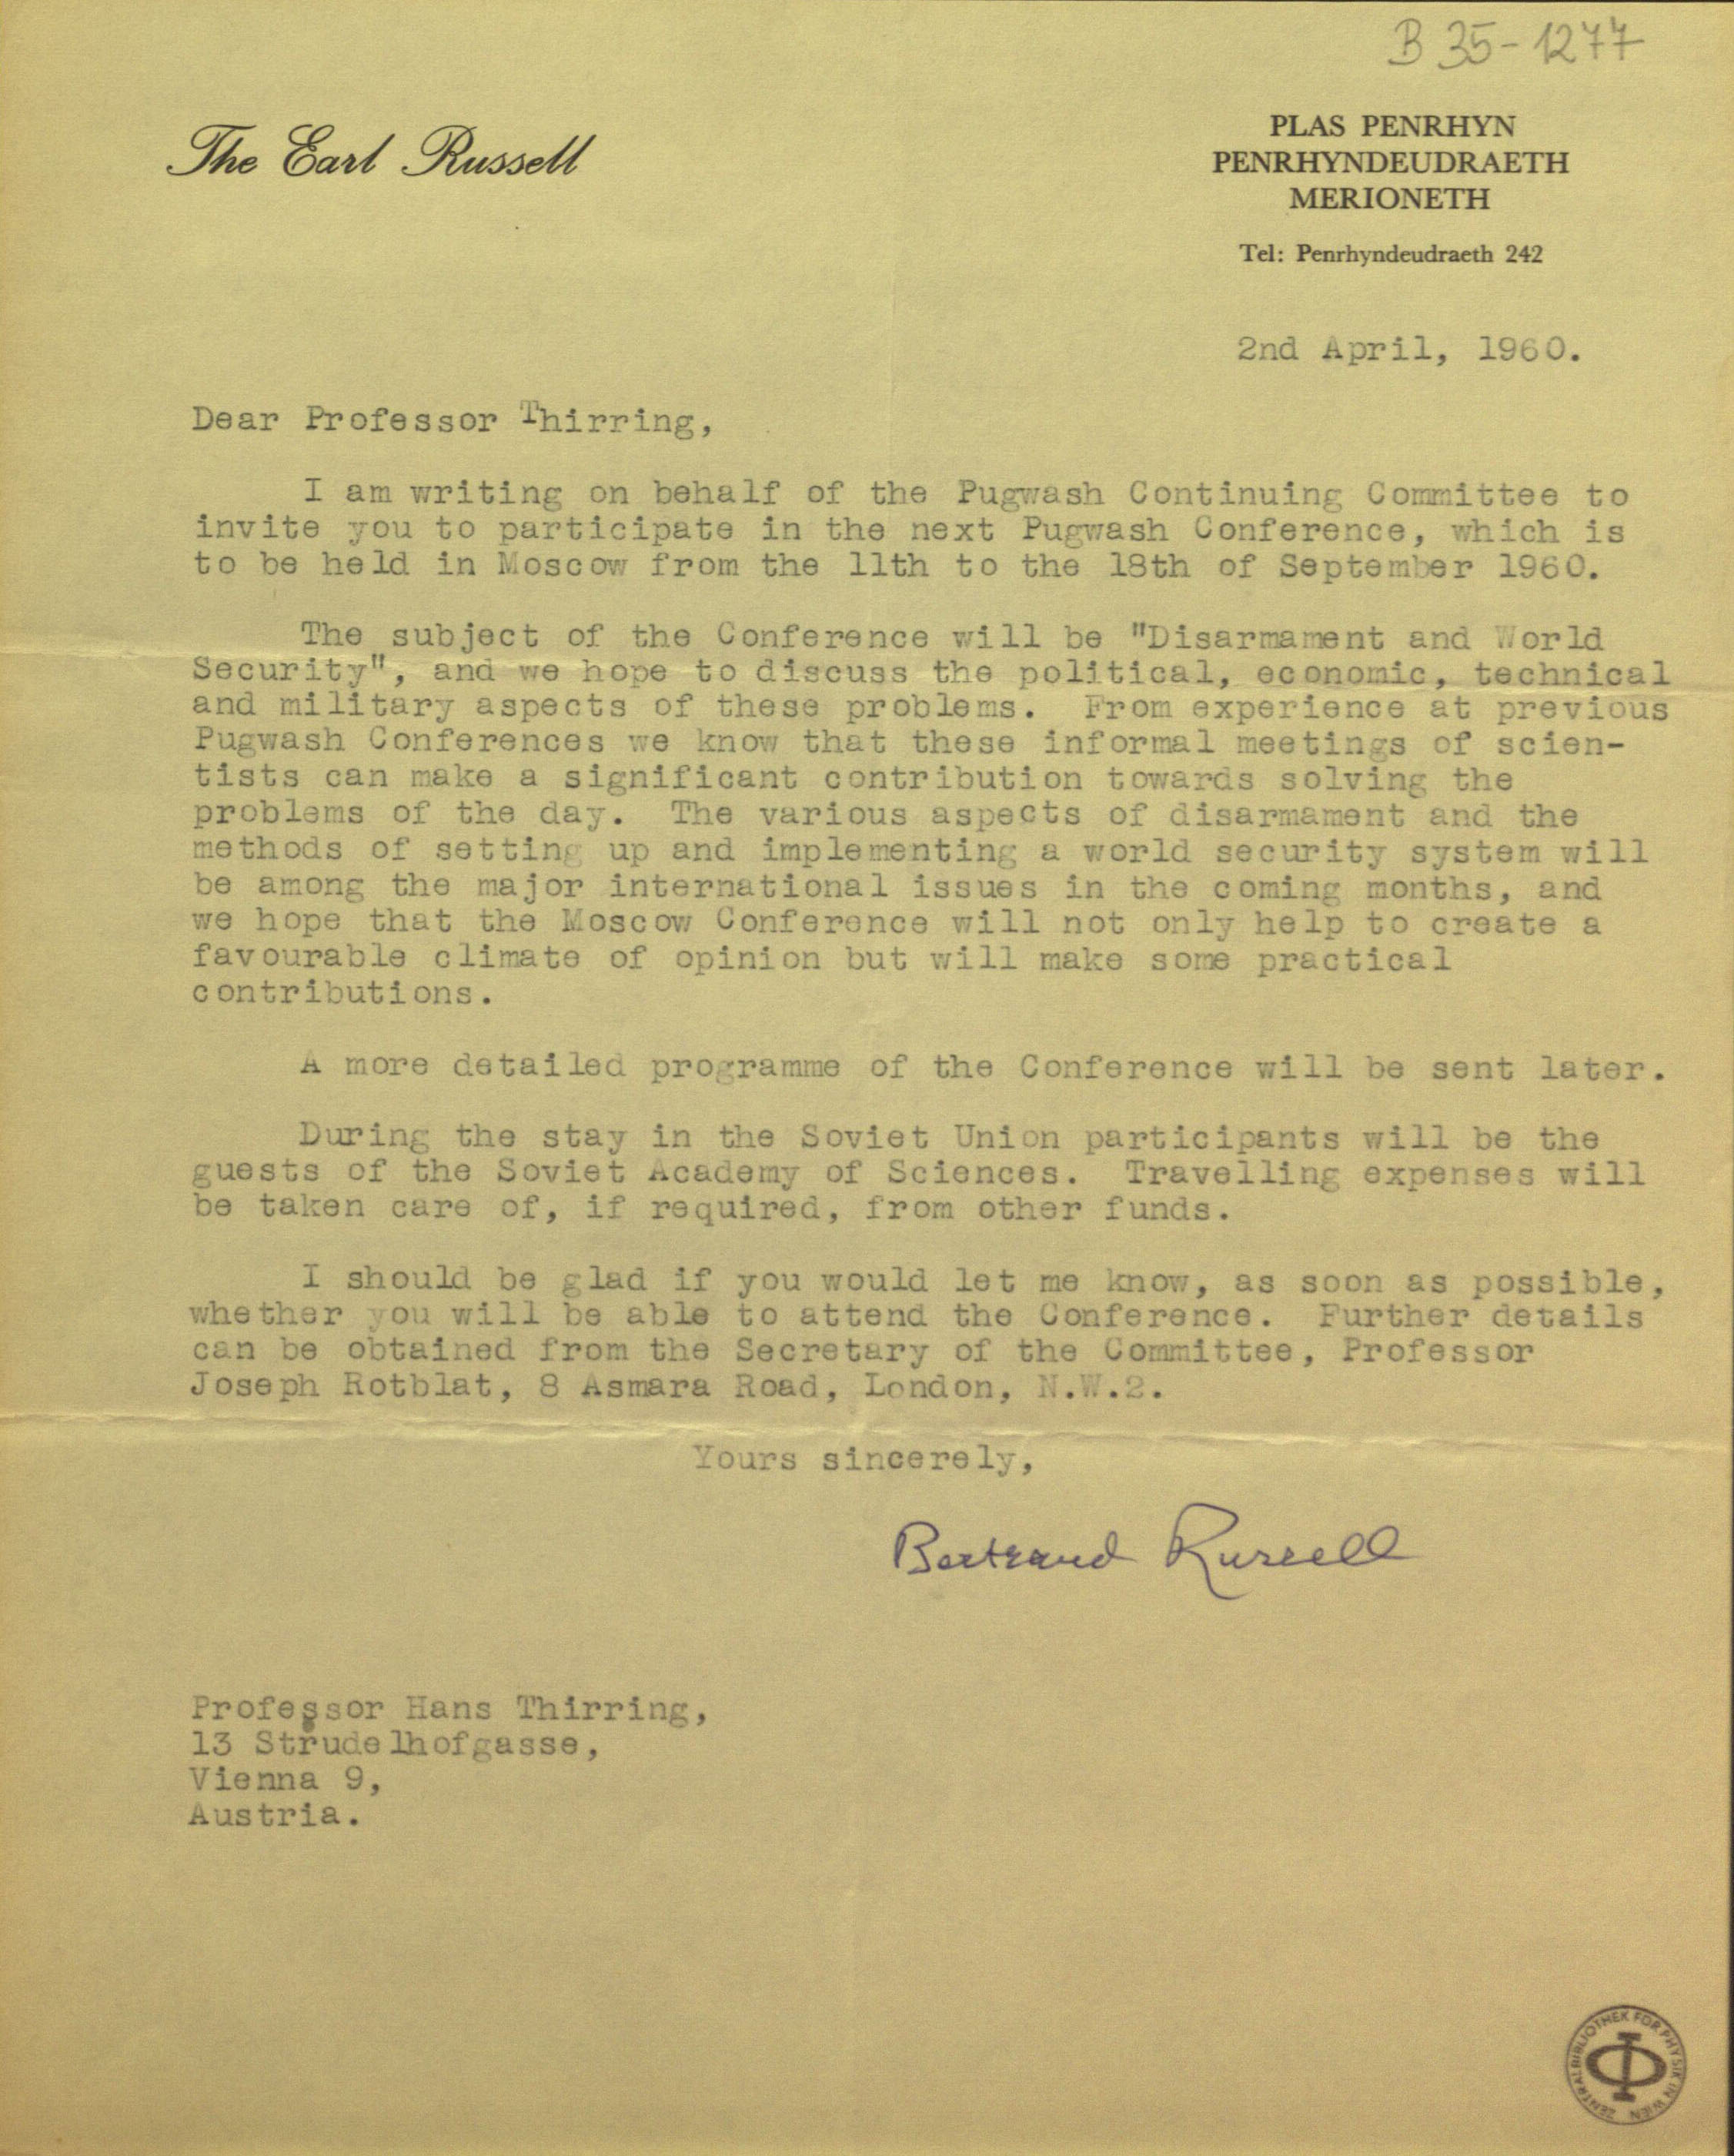 B 35-1277
The Earl Russell
PLAS PENRHYN
PENRHYNDEUDRAETH
MERIONETH
Tel: Penrhyndeudraeth 242
2nd April, 1960.
Dear Professor Thirring,
I am writing on behalf of the Pugwash Continuing Committee to
invite you to participate in the next Pugwash Conference, which is
to be held in Moscow from the 11th to the 18th of September 1960.
The subject of the Conference will be "Disarmament and World
Security", and we hope to discuss the political, economic, technical
and military aspects of these problems. From experience at previous
Pugwash Conferences we know that these informal meetings of scien-
tists can make a significant contribution towards solving the
problems of the day. The various aspects of disarmament and the
methods of setting up and implementing a world security system will
be among the major international issues in the coming months, and
we hope that the Moscow Conference will not only help to create a
favourable climate of opinion but will make some practical
contributions.
A more detailed programme of the Conference will be sent later.
During the stay in the Soviet Union participants will be the
guests of the Soviet Academy of Sciences. Travelling expenses will
be taken care of, if required, from other funds.
I should be glad if you would let me know, as soon as possible,
whether you will be able to attend the Conference. Further details
can be obtained from the Secretary of the Committee, Professor
Joseph Rotblat, 8 Asmara Road, London, N.W.2.
Yours sincerely,
Bertrand Russell
Professor Hans Thirring,
13 Strudelhofgasse,
Vienna 9,
Austria.
ZENTRALBIBLIOTHEK FÜR PHYSIK IN WIEN
Φ